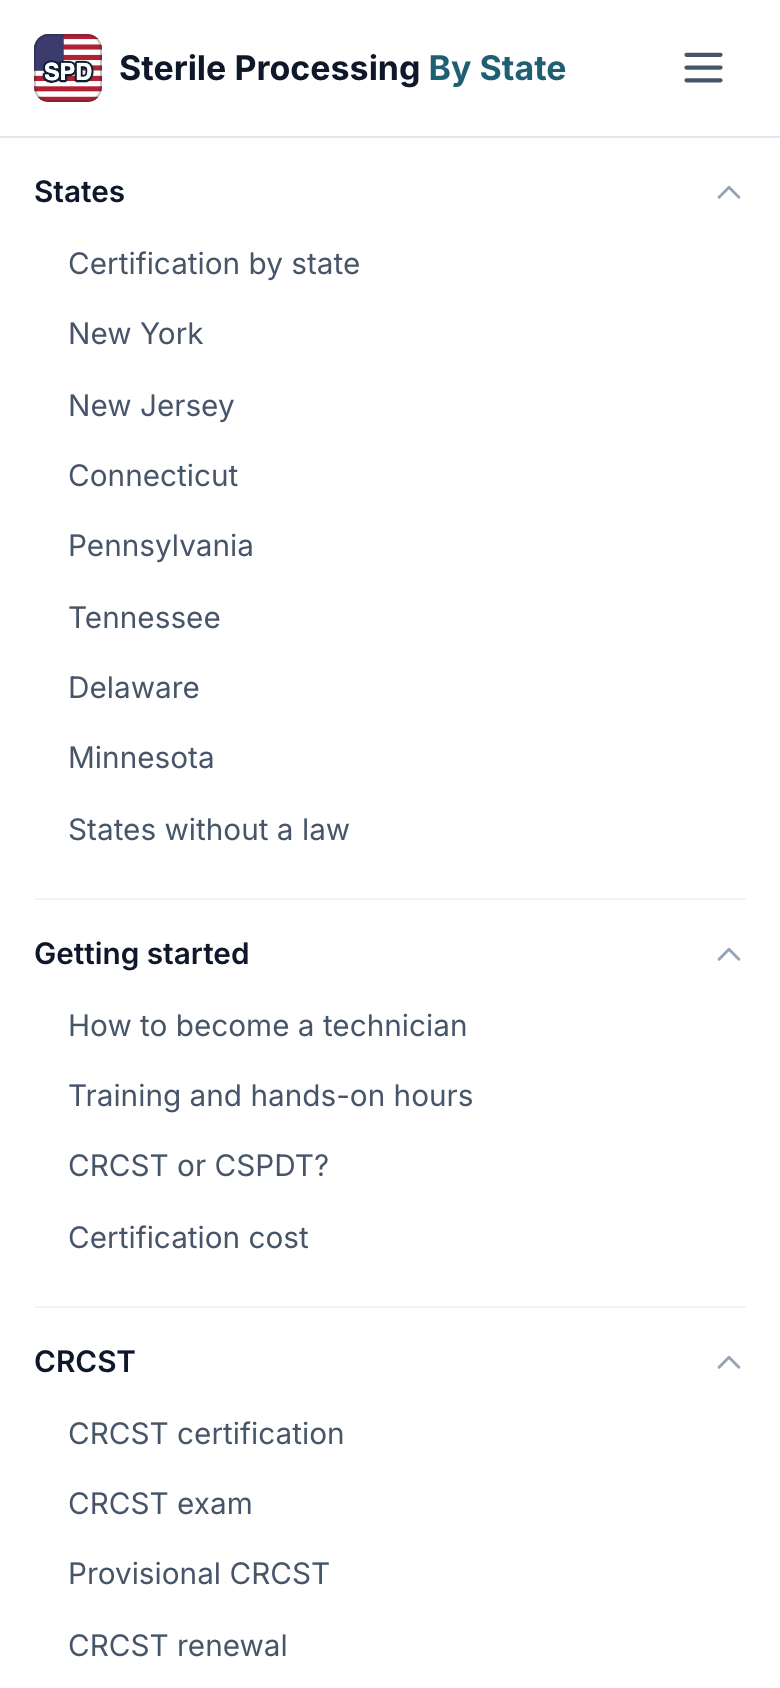 SPD
Sterile Processing By State
States
Certification by state
New York
New Jersey
Connecticut
Pennsylvania
Tennessee
Delaware
Minnesota
States without a law
Getting started
How to become a technician
Training and hands-on hours
CRCST or CSPDT?
Certification cost
CRCST
CRCST certification
CRCST exam
Provisional CRCST
CRCST renewal